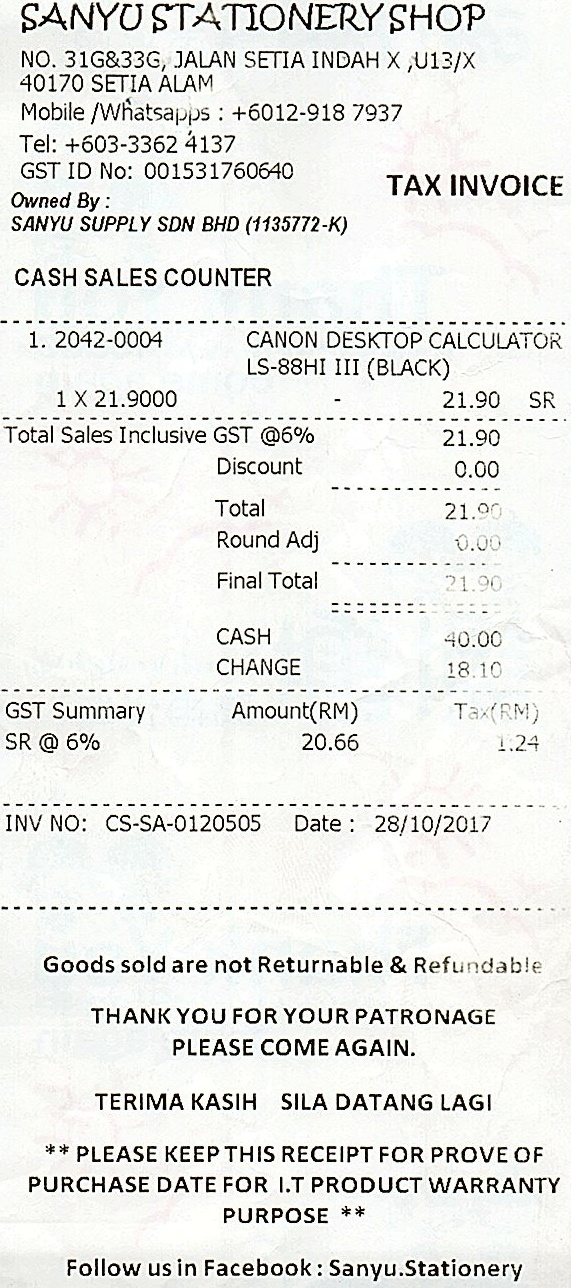 SANYU STATIONERY SHOP
NO. 31G&33G, JALAN SETIA INDAH X ,U13/X
40170 SETIA ALAM
Mobile /Whatsapps : +6012-918 7937
Tel: +603-3362 4137
GST ID No: 001531760640
TAX INVOICE
Owned By :
SANYU SUPPLY SDN BHD (1135772-K)
CASH SALES COUNTER
1. 2042-0004 CANON DESKTOP CALCULATOR
LS-88HI III (BLACK)
1 X 21.9000 - 21.90 SR
Total Sales Inclusive GST @6% 21.90
Discount 0.00
Total 21.90
Round Adj 0.00
Final Total 21.90
CASH 40.00
CHANGE 18.10
GST Summary Amount(RM) Tax(RM)
SR @ 6% 20.66 1.24
INV NO: CS-SA-0120505 Date : 28/10/2017
Goods sold are not Returnable & Refundable
THANK YOU FOR YOUR PATRONAGE
PLEASE COME AGAIN.
TERIMA KASIH SILA DATANG LAGI
** PLEASE KEEP THIS RECEIPT FOR PROVE OF
PURCHASE DATE FOR I.T PRODUCT WARRANTY
PURPOSE **
Follow us in Facebook : Sanyu.Stationery